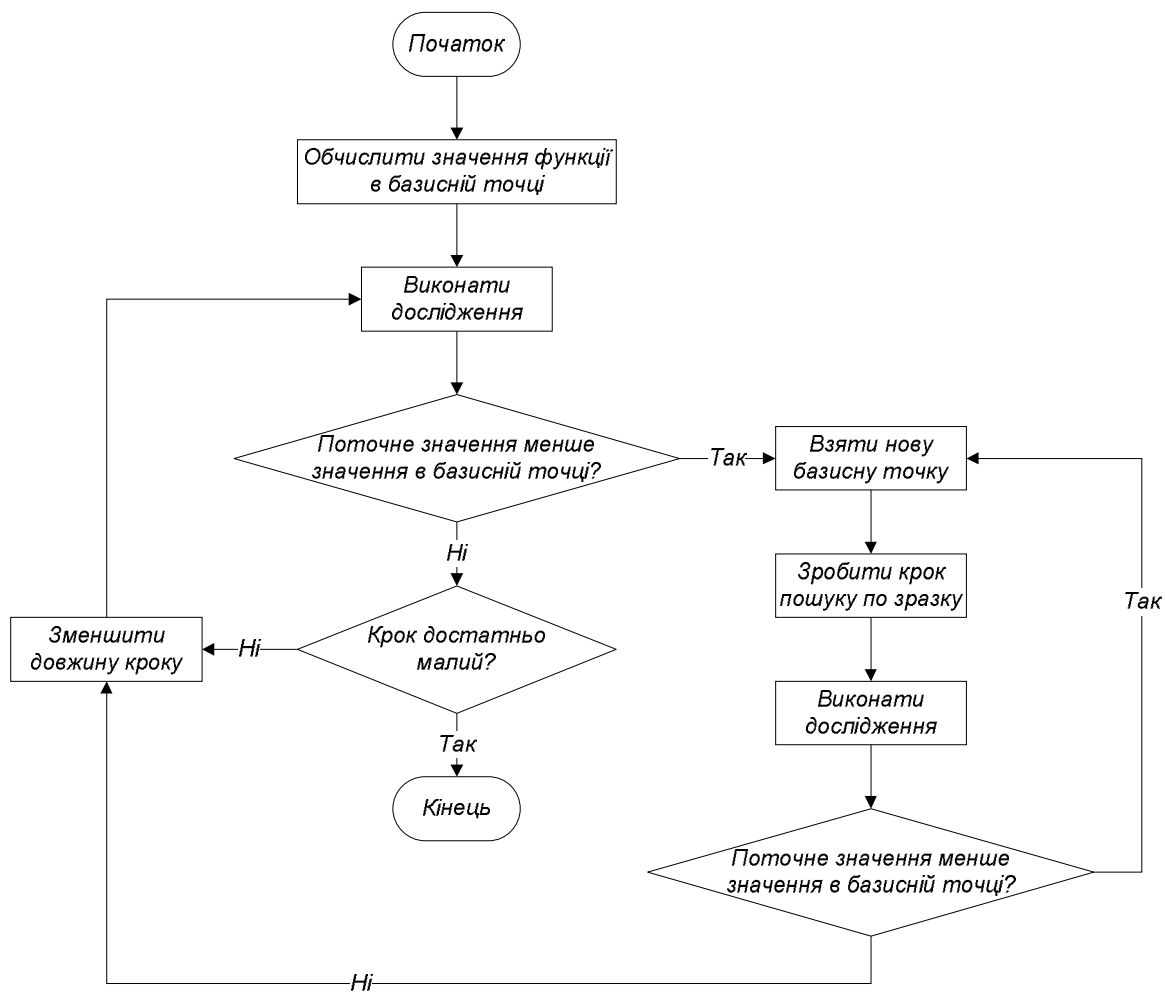 Початок
Обчислити значення функції
в базисній точці
Виконати
дослідження
Поточне значення менше
значення в базисній точці?
Так
Взяти нову
базисну точку
Ні
Зробити крок
пошуку по зразку
Так
Крок достатньо
малий?
Ні
Зменшити
довжину кроку
Виконати
дослідження
Так
Кінець
Поточне значення менше
значення в базисній точці?
Ні